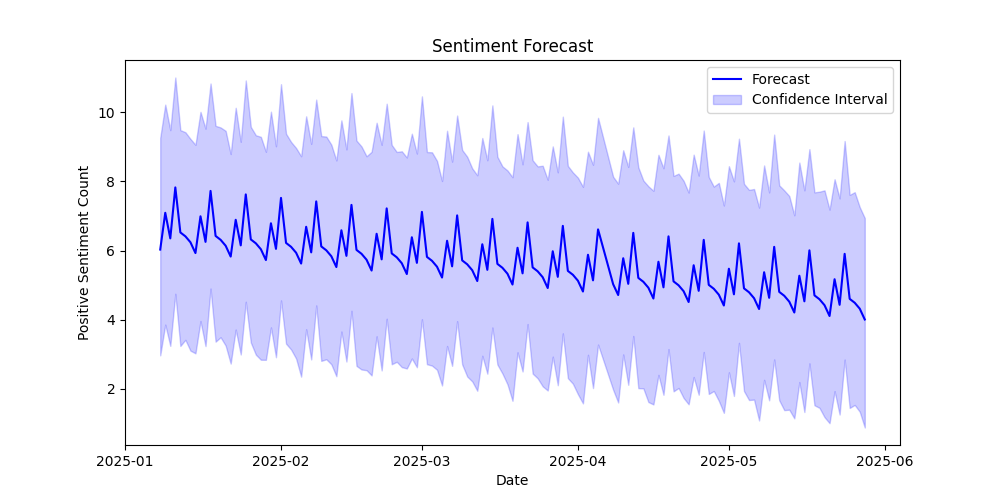 Sentiment Forecast
Forecast
Confidence Interval
Positive Sentiment Count
10
8
6
4
2
2025-01
2025-02
2025-03
2025-04
2025-05
2025-06
Date